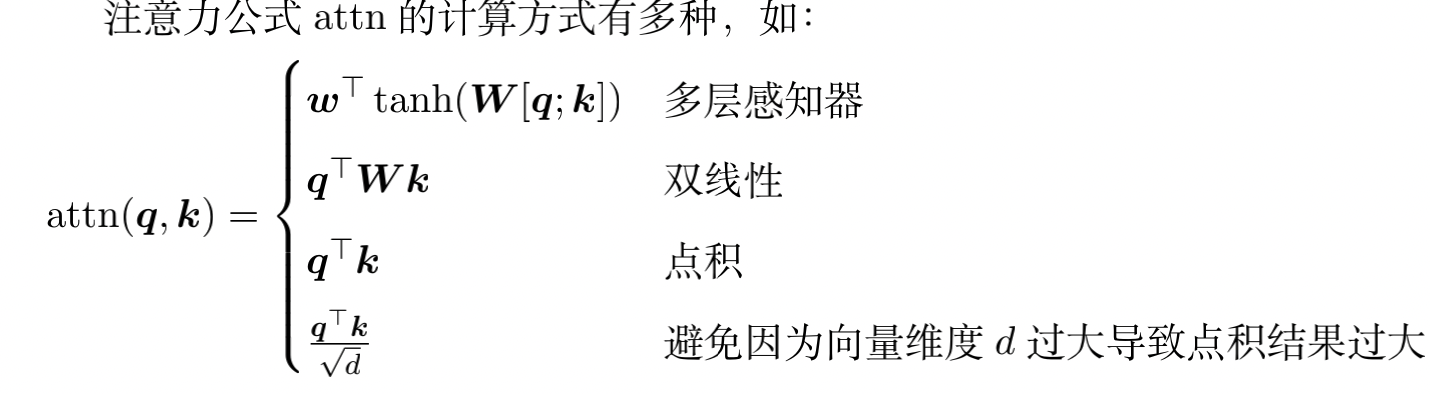 注意力公式 attn 的计算方式有多种，如：
w⊤ tanh(W[q; k]) 多层感知器
q⊤Wk 双线性
attn(q, k) = {
q⊤k 点积
q⊤k/√d 避免因为向量维度 d 过大导致点积结果过大